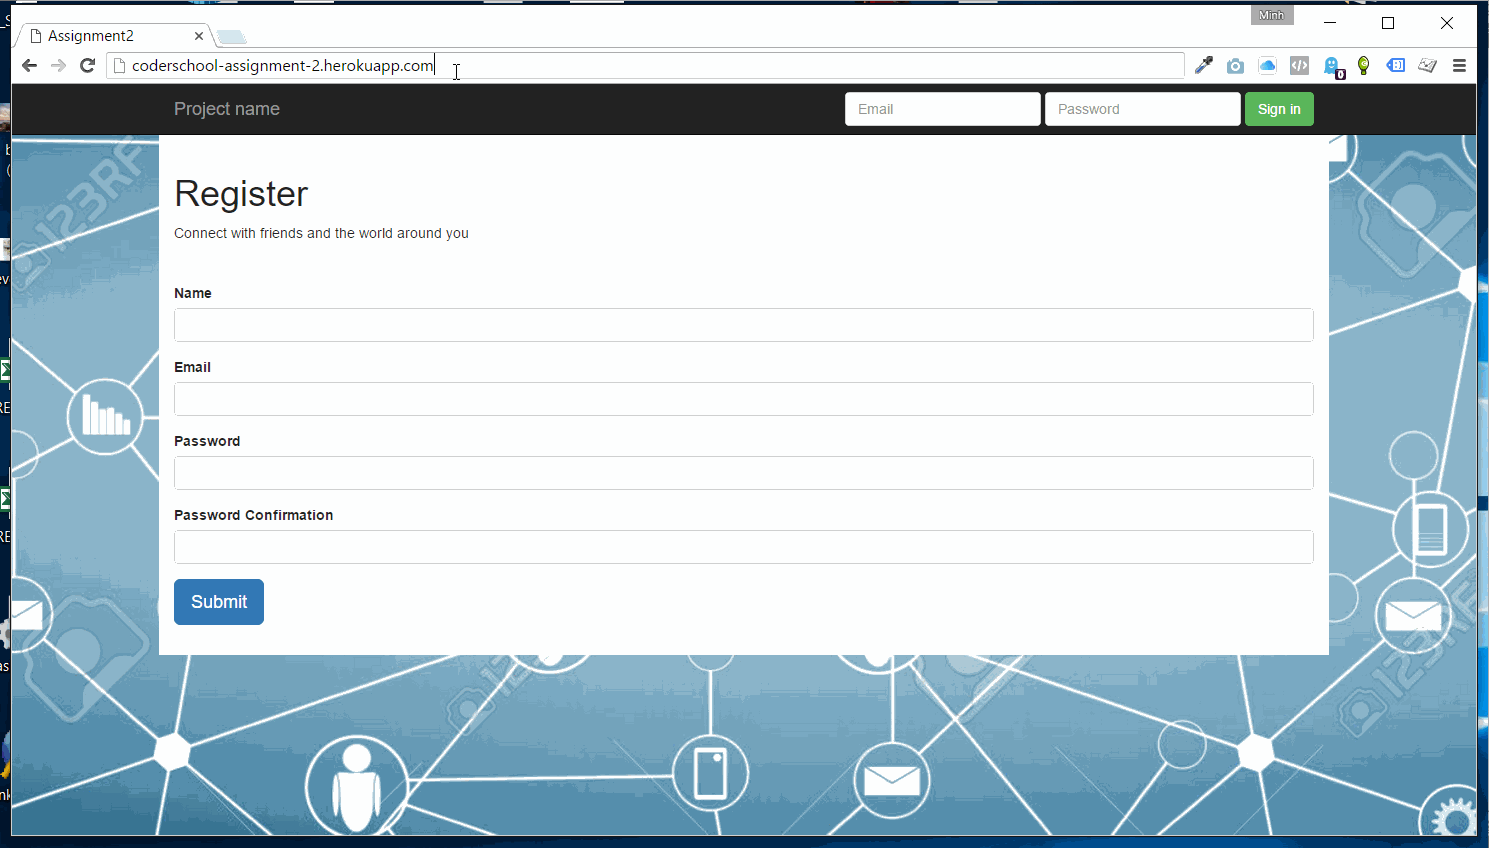 Minh
Assignment2
coderschool-assignment-2.herokuapp.com
Project name
Email
Password
Sign in
Register
Connect with friends and the world around you
Name
Email
Password
Password Confirmation
Submit
123RF
123RF
123RF